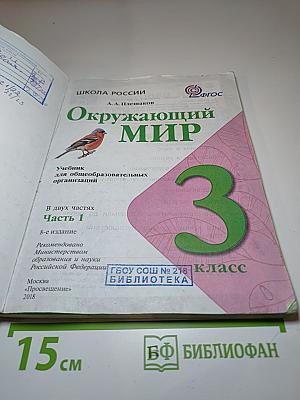 ШКОЛА РОССИИ
ФГОС
А. А. Плешаков
Окружающий
МИР
Учебник
для общеобразовательных
организаций
3
класс
В двух частях
Часть 1
8-е издание
Рекомендовано
Министерством
образования и науки
Российской Федерации
ГБОУ СОШ № 218
БИБЛИОТЕКА
Москва
«Просвещение»
2018
15 см
БФ БИБЛИОФАН